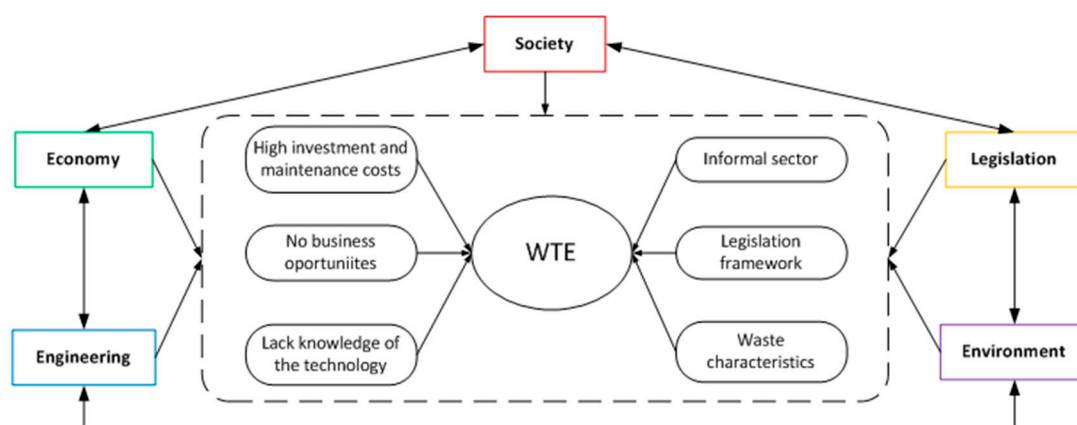 Society
Economy
High investment and
maintenance costs
Informal sector
Legislation
No business
oportuniites
WTE
Legislation
framework
Engineering
Lack knowledge of
the technology
Waste
characteristics
Environment